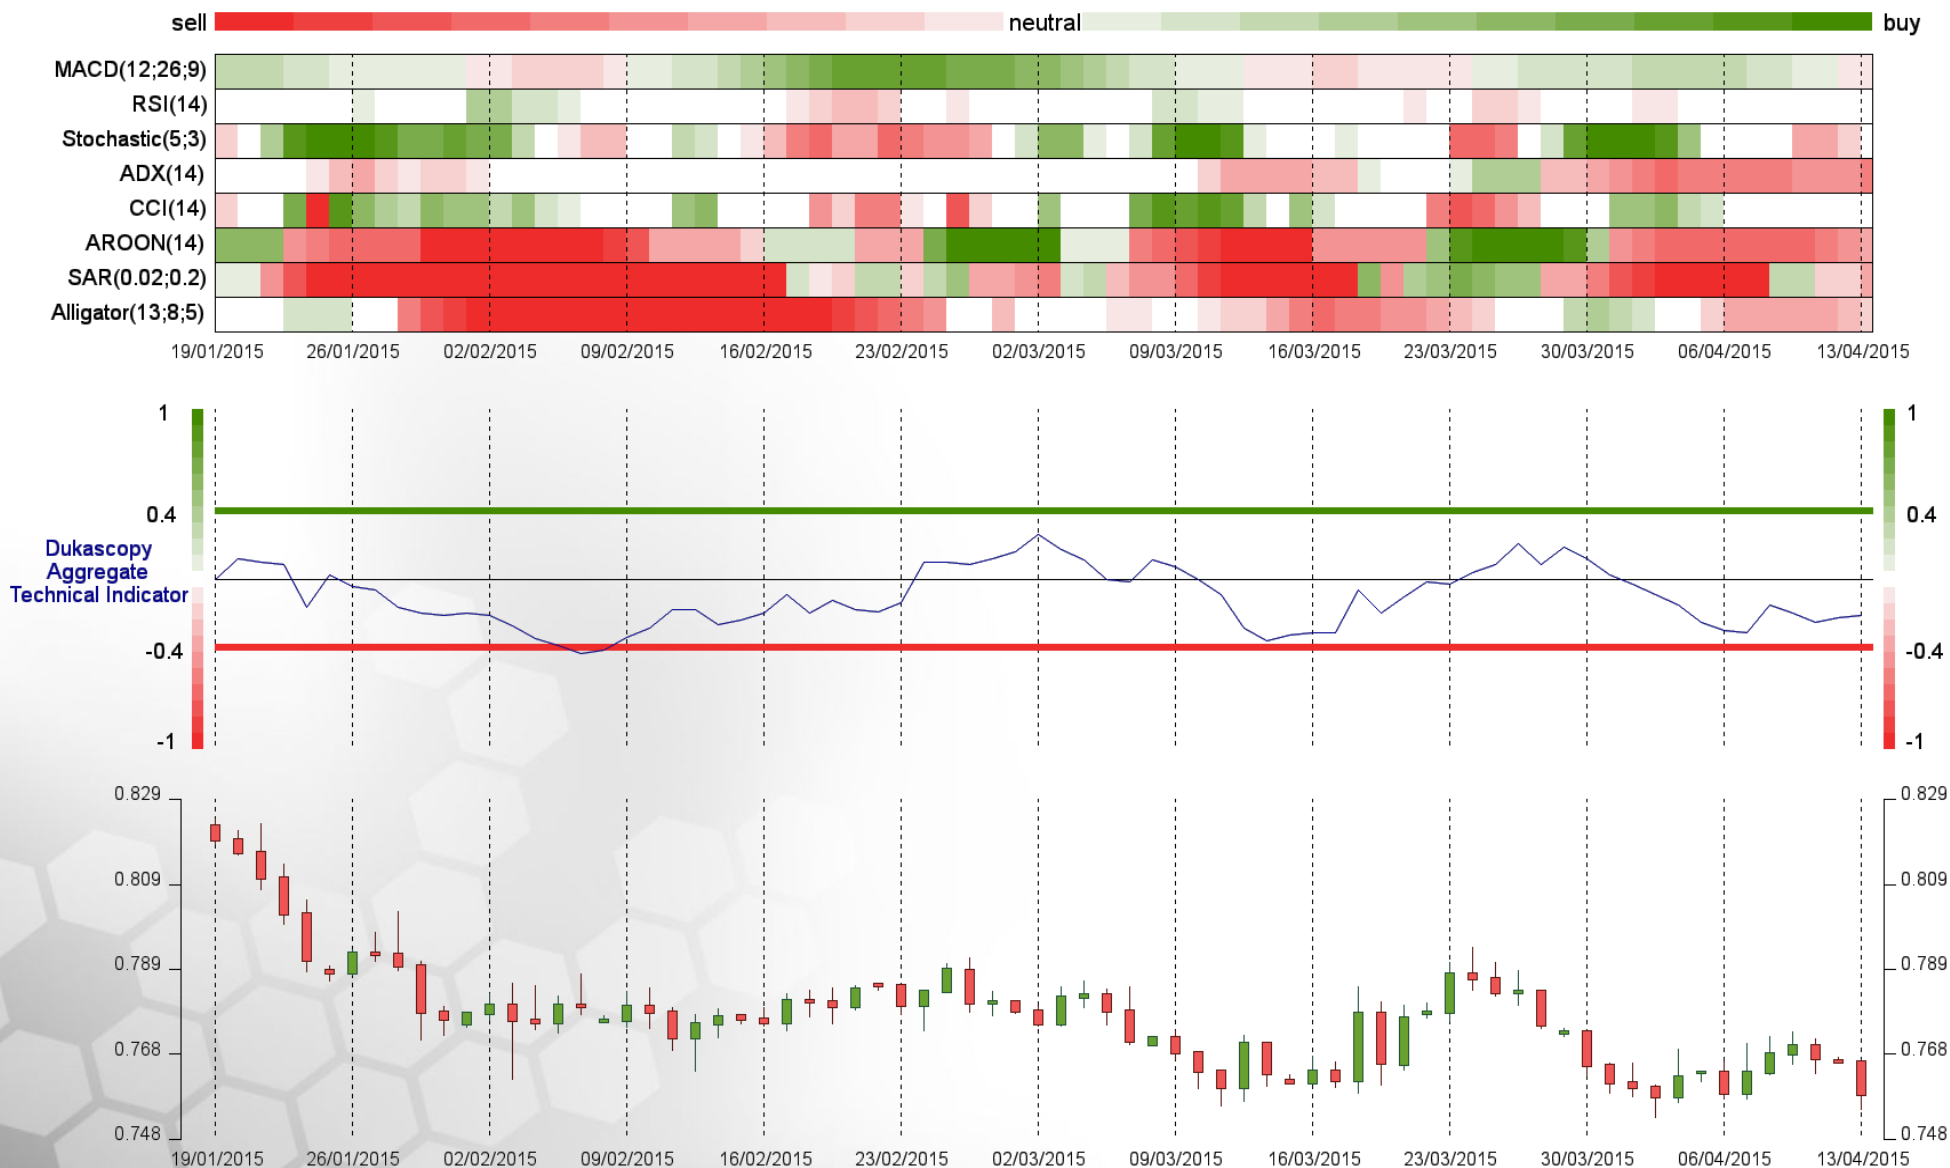 sell neutral buy
MACD(12;26;9)
RSI(14)
Stochastic(5;3)
ADX(14)
CCI(14)
AROON(14)
SAR(0.02;0.2)
Alligator(13;8;5)
19/01/2015 26/01/2015 02/02/2015 09/02/2015 16/02/2015 23/02/2015 02/03/2015 09/03/2015 16/03/2015 23/03/2015 30/03/2015 06/04/2015 13/04/2015
1 1
0.4 0.4
Dukascopy
Aggregate
Technical Indicator
-0.4 -0.4
-1 -1
0.829 0.829
0.809 0.809
0.789 0.789
0.768 0.768
0.748 0.748
19/01/2015 26/01/2015 02/02/2015 09/02/2015 16/02/2015 23/02/2015 02/03/2015 09/03/2015 16/03/2015 23/03/2015 30/03/2015 06/04/2015 13/04/2015